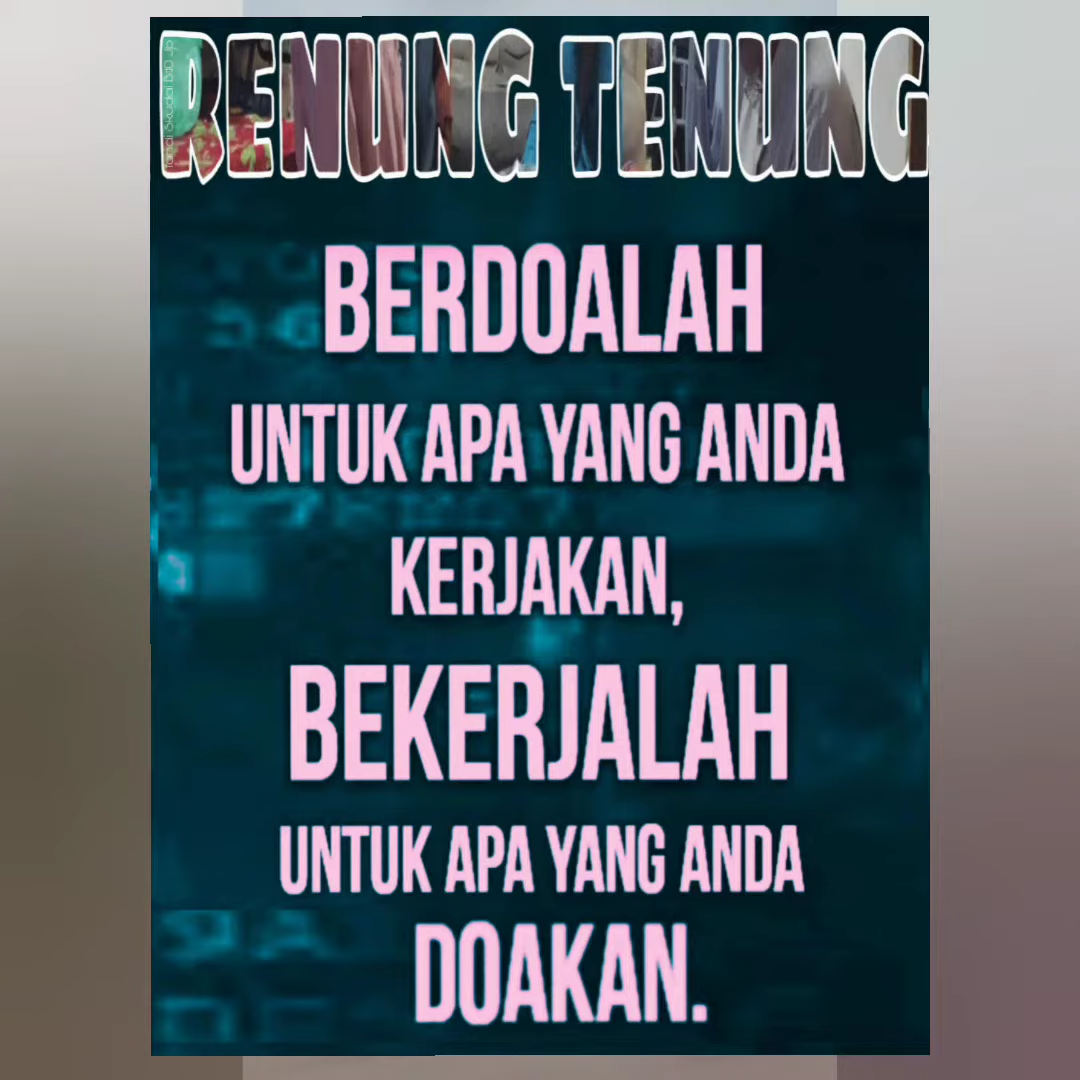 RENUNG TENUNG
BERDOALAH
UNTUK APA YANG ANDA
KERJAKAN,
BEKERJALAH
UNTUK APA YANG ANDA
DOAKAN.